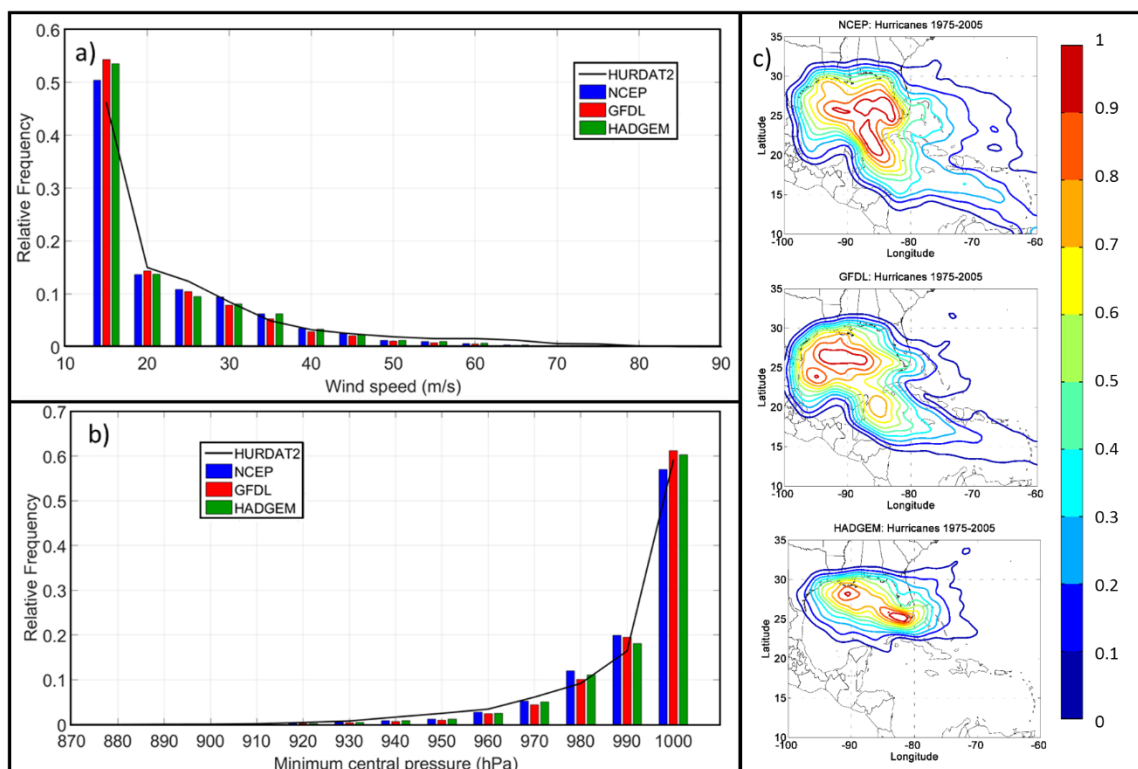 a)
0.6
0.5
0.4
0.3
0.2
0.1
0
Relative Frequency
HURDAT2
NCEP
GFDL
HADGEM
10 20 30 40 50 60 70 80 90
Wind speed (m/s)
b)
0.7
0.6
0.5
0.4
0.3
0.2
0.1
0
Relative Frequency
HURDAT2
NCEP
GFDL
HADGEM
870 880 890 900 910 920 930 940 950 960 970 980 990 1000
Minimum central pressure (hPa)
c)
NCEP: Hurricanes 1975-2005
35
30
25
20
15
10
Latitude
-100 -90 -80 -70 -60
Longitude
GFDL: Hurricanes 1975-2005
35
30
25
20
15
10
Latitude
-100 -90 -80 -70 -60
Longitude
HADGEM: Hurricanes 1975-2005
35
30
25
20
15
10
Latitude
-100 -90 -80 -70 -60
Longitude
1
0.9
0.8
0.7
0.6
0.5
0.4
0.3
0.2
0.1
0